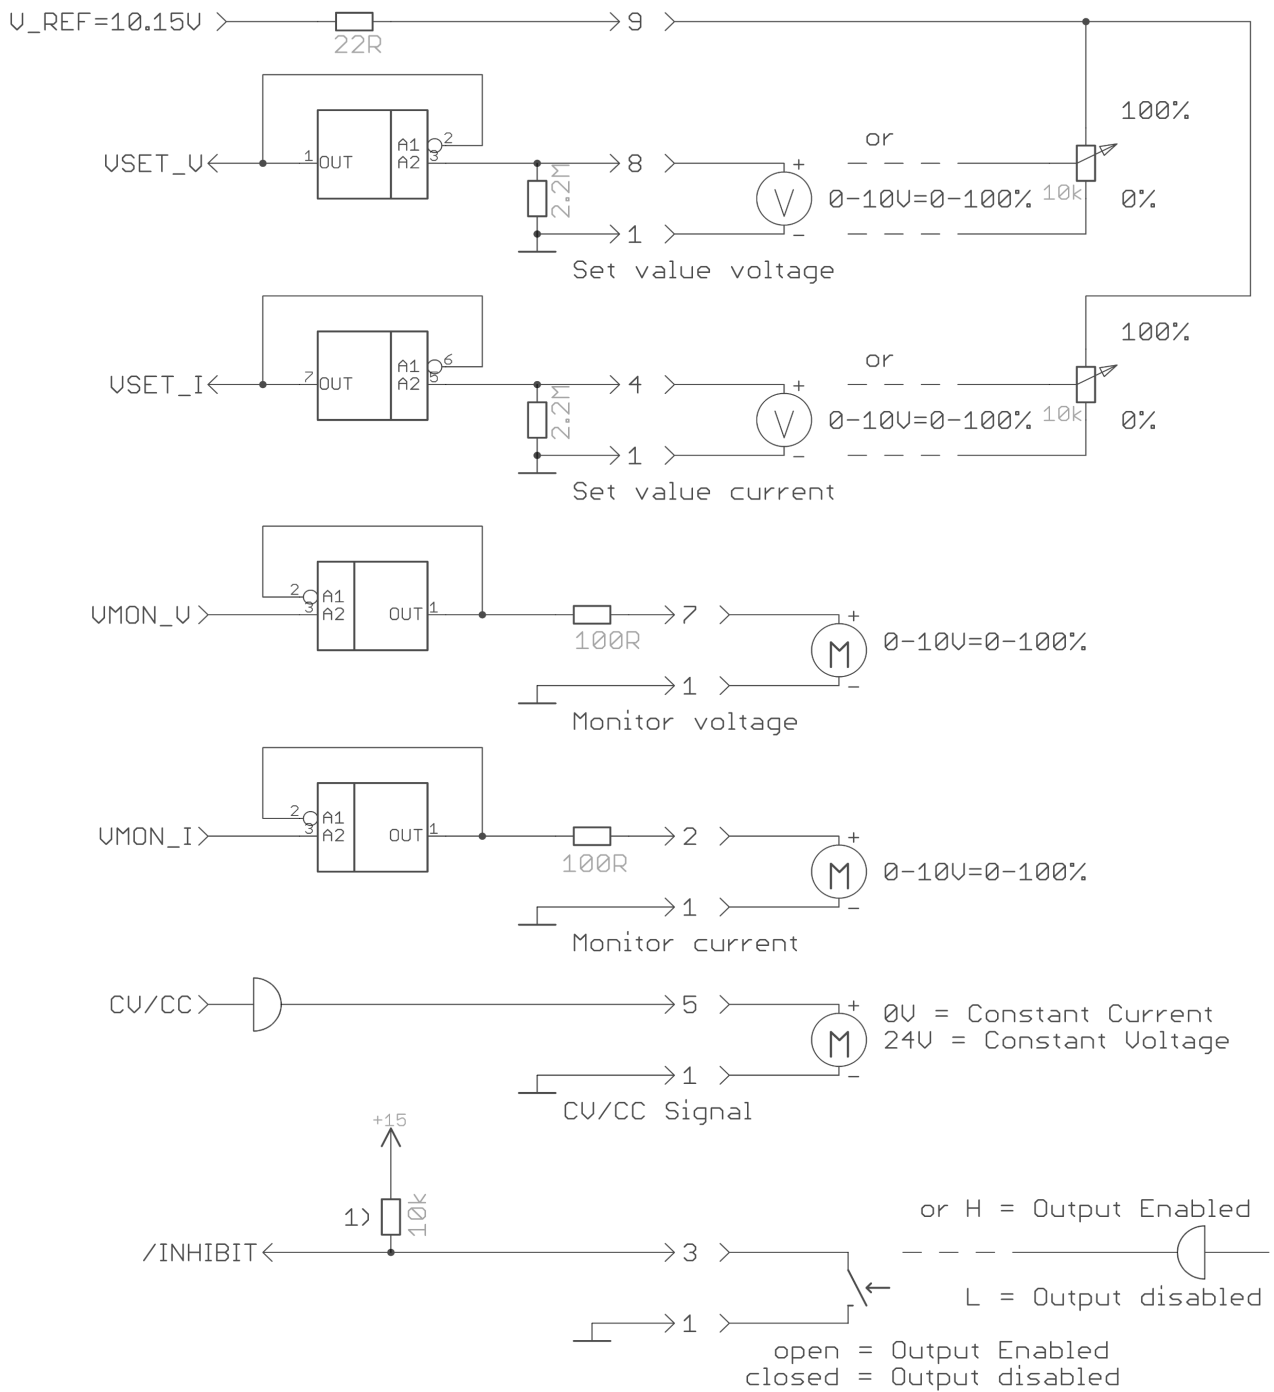 V_REF=10.15V 22R 9
100%
VSET_V 1 OUT A1 2
A2 3 8 + or
2.2M V 0-10V=0-100% 10k 0%
1 -
Set value voltage
100%
VSET_I 7 OUT A1 6
A2 5 4 + or
2.2M V 0-10V=0-100% 10k 0%
1 -
Set value current
2 A1
VMON_V 3 A2 OUT 1 100R 7 +
M 0-10V=0-100%
1 -
Monitor voltage
2 A1
VMON_I 3 A2 OUT 1 100R 2 +
M 0-10V=0-100%
1 -
Monitor current
CV/CC 5 + 0V = Constant Current
M 24V = Constant Voltage
1 -
CV/CC Signal
+15
1) 10k
or H = Output Enabled
/INHIBIT 3
L = Output disabled
1
open = Output Enabled
closed = Output disabled